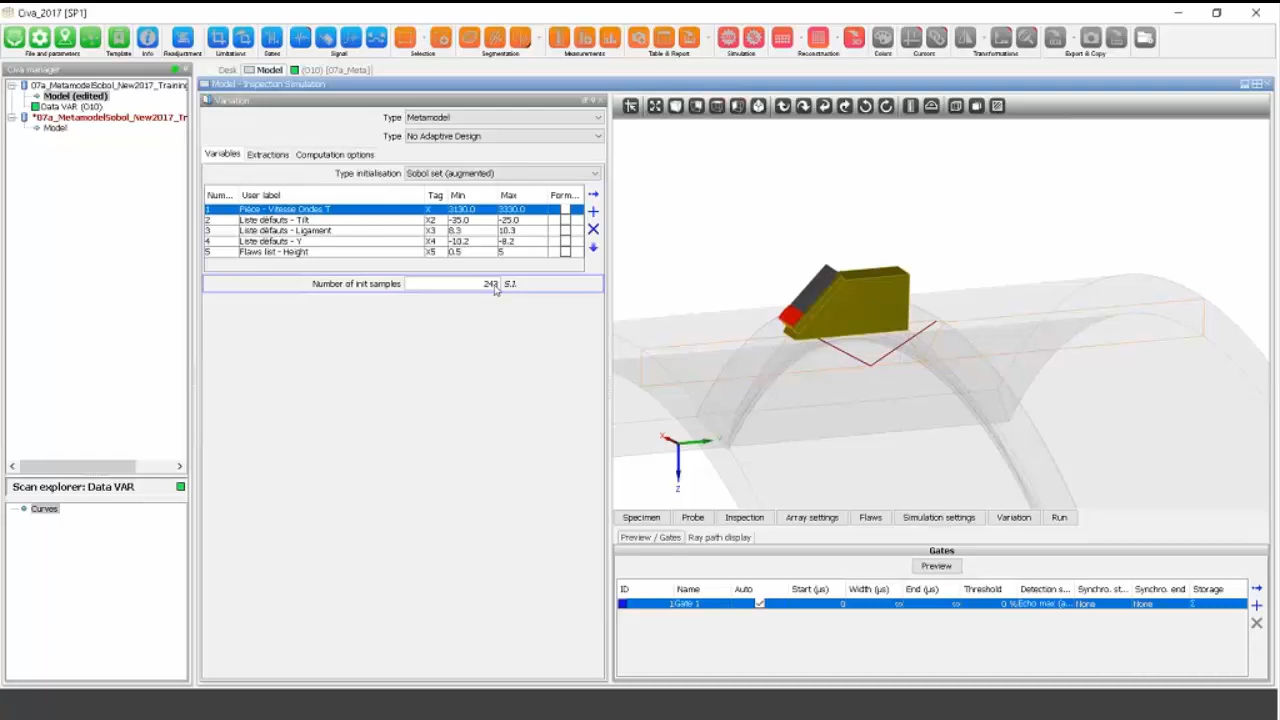 Civa_2017 [SP1]
File and parameters Template Info Readjustment Limitations Gates Signal Selection Segmentation Measurements Table & Report Simulation Reconstruction Colors Cursors Transformations Export & Copy
Civa manager
Desk Model (O10) [07a_Meta]
07a_MetamodelSobol_New2017_Training
Model (edited)
Data VAR (O10)
*07a_MetamodelSobol_New2017_Tr
Model
Model - Inspection Simulation
Variation
Type Metamodel
Type No Adaptive Design
Variables Extractions Computation options
Type initialisation Sobol set (augmented)
Num... User label Tag Min Max Form...
1 Pièce - Vitesse Ondes T X 3130.0 3330.0
2 Liste défauts - Tilt X2 -35.0 -25.0
3 Liste défauts - Ligament X3 8.3 10.3
4 Liste défauts - Y X4 -10.2 -8.2
5 Flaws list - Height X5 0.5 5
Number of init samples 243 S.I.
X
Z
Scan explorer: Data VAR
Curves
Specimen Probe Inspection Array settings Flaws Simulation settings Variation Run
Preview / Gates Ray path display
Gates
Preview
ID Name Auto Start (µs) Width (µs) End (µs) Threshold Detection s... Synchro. st... Synchro. end Storage
1 Gate 1 0 ∞ ∞ 0 % Echo max (a... None None